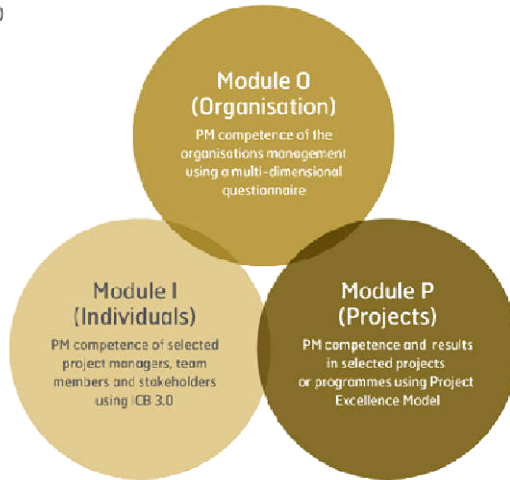 Module O
(Organisation)
PM competence of the
organisations management
using a multi-dimensional
questionnaire
Module I
(Individuals)
PM competence of selected
project managers, team
members and stakeholders
using ICB 3.0
Module P
(Projects)
PM competence and results
in selected projects
or programmes using Project
Excellence Model